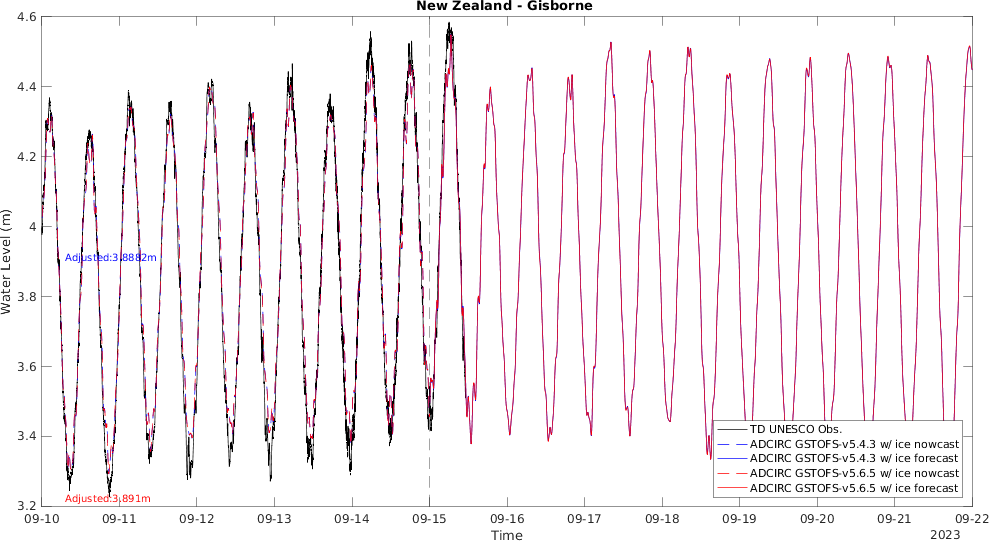 New Zealand - Gisborne
4.6
4.4
4.2
4
3.8
3.6
3.4
3.2
Water Level (m)
Adjusted:3.8882m
Adjusted:3.891m
TD UNESCO Obs.
ADCIRC GSTOFS-v5.4.3 w/ ice nowcast
ADCIRC GSTOFS-v5.4.3 w/ ice forecast
ADCIRC GSTOFS-v5.6.5 w/ ice nowcast
ADCIRC GSTOFS-v5.6.5 w/ ice forecast
09-10 09-11 09-12 09-13 09-14 09-15 09-16 09-17 09-18 09-19 09-20 09-21 09-22
Time
2023